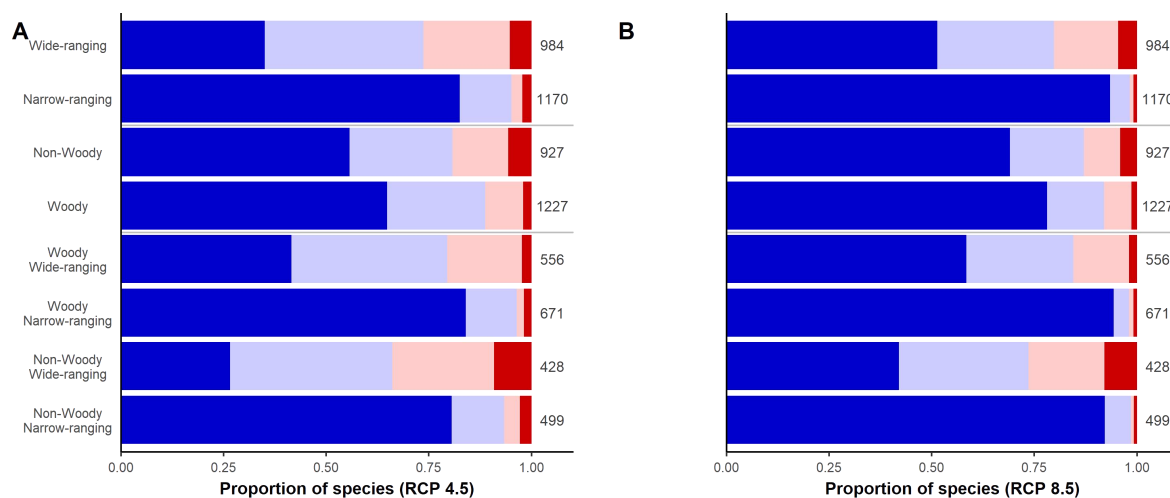 A
Wide-ranging
984
Narrow-ranging
1170
Non-Woody
927
Woody
1227
Woody
Wide-ranging
556
Woody
Narrow-ranging
671
Non-Woody
Wide-ranging
428
Non-Woody
Narrow-ranging
499
0.00 0.25 0.50 0.75 1.00
Proportion of species (RCP 4.5)
B
984
1170
927
1227
556
671
428
499
0.00 0.25 0.50 0.75 1.00
Proportion of species (RCP 8.5)